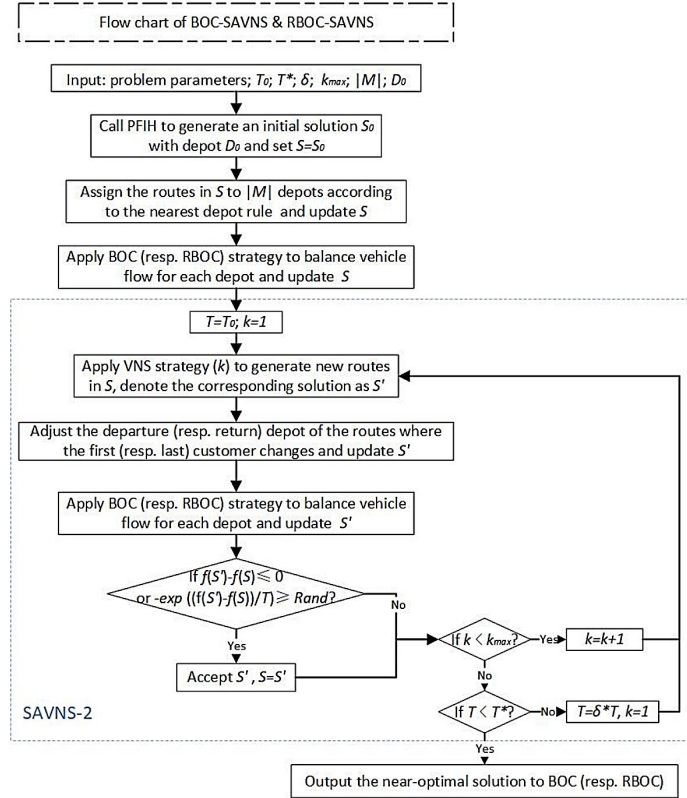 Flow chart of BOC-SAVNS & RBOC-SAVNS
Input: problem parameters; T₀; T*; δ; kmax; |M|; D₀
Call PFIH to generate an initial solution S₀
with depot D₀ and set S=S₀
Assign the routes in S to |M| depots according
to the nearest depot rule and update S
Apply BOC (resp. RBOC) strategy to balance vehicle
flow for each depot and update S
T=T₀; k=1
Apply VNS strategy (k) to generate new routes
in S, denote the corresponding solution as S'
Adjust the departure (resp. return) depot of the routes where
the first (resp. last) customer changes and update S'
Apply BOC (resp. RBOC) strategy to balance vehicle
flow for each depot and update S'
If f(S')-f(S)⩽0
or -exp ((f(S')-f(S))/T)⩾ Rand?
No
Yes
Accept S', S=S'
If k < kmax?
Yes
k=k+1
No
If T < T*?
No
T=δ*T, k=1
SAVNS-2
Yes
Output the near-optimal solution to BOC (resp. RBOC)